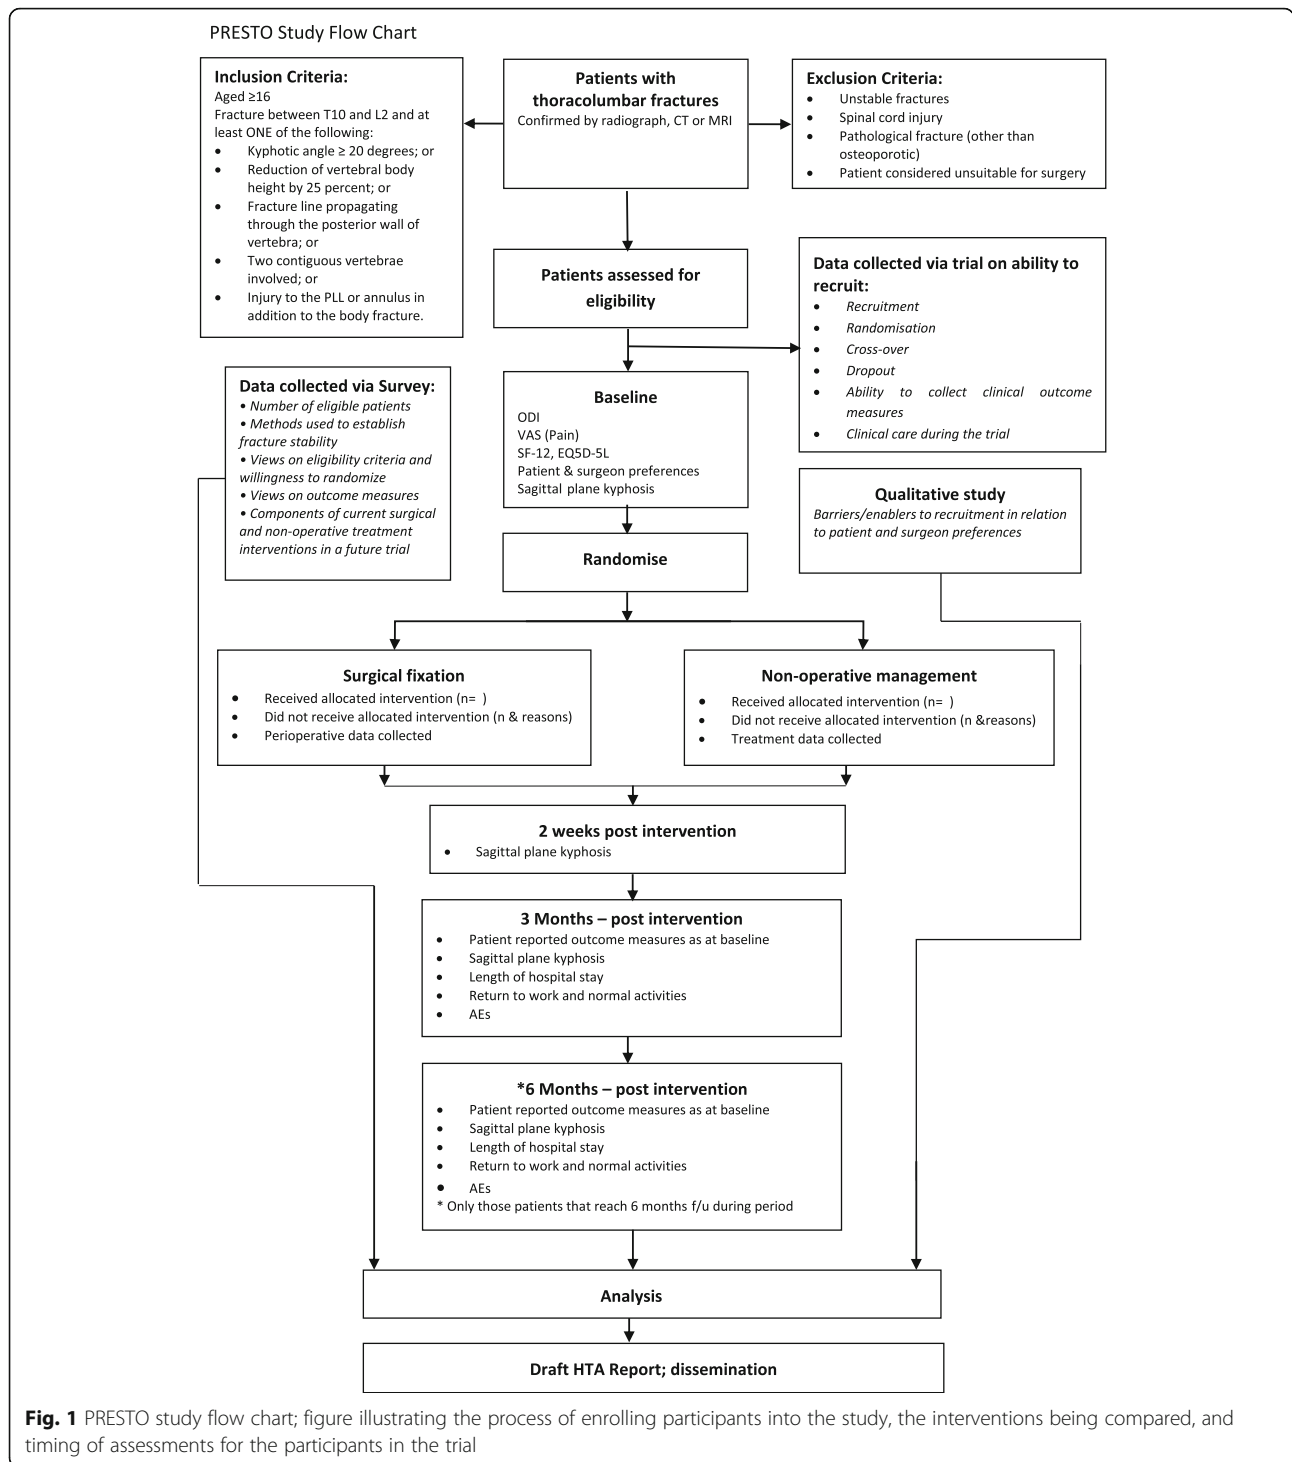 PRESTO Study Flow Chart
Inclusion Criteria:
Aged ≥16
Fracture between T10 and L2 and at
least ONE of the following:
• Kyphotic angle ≥ 20 degrees; or
• Reduction of vertebral body
height by 25 percent; or
• Fracture line propagating
through the posterior wall of
vertebra; or
• Two contiguous vertebrae
involved; or
• Injury to the PLL or annulus in
addition to the body fracture.
Patients with
thoracolumbar fractures
Confirmed by radiograph, CT or MRI
Exclusion Criteria:
• Unstable fractures
• Spinal cord injury
• Pathological fracture (other than
osteoporotic)
• Patient considered unsuitable for surgery
Patients assessed for
eligibility
Data collected via trial on ability to
recruit:
• Recruitment
• Randomisation
• Cross-over
• Dropout
• Ability to collect clinical outcome
measures
• Clinical care during the trial
Data collected via Survey:
• Number of eligible patients
• Methods used to establish
fracture stability
• Views on eligibility criteria and
willingness to randomize
• Views on outcome measures
• Components of current surgical
and non-operative treatment
interventions in a future trial
Baseline
ODI
VAS (Pain)
SF-12, EQ5D-5L
Patient & surgeon preferences
Sagittal plane kyphosis
Qualitative study
Barriers/enablers to recruitment in relation
to patient and surgeon preferences
Randomise
Surgical fixation
• Received allocated intervention (n= )
• Did not receive allocated intervention (n & reasons)
• Perioperative data collected
Non-operative management
• Received allocated intervention (n= )
• Did not receive allocated intervention (n &reasons)
• Treatment data collected
2 weeks post intervention
• Sagittal plane kyphosis
3 Months – post intervention
• Patient reported outcome measures as at baseline
• Sagittal plane kyphosis
• Length of hospital stay
• Return to work and normal activities
• AEs
*6 Months – post intervention
• Patient reported outcome measures as at baseline
• Sagittal plane kyphosis
• Length of hospital stay
• Return to work and normal activities
• AEs
* Only those patients that reach 6 months f/u during period
Analysis
Draft HTA Report; dissemination
Fig. 1 PRESTO study flow chart; figure illustrating the process of enrolling participants into the study, the interventions being compared, and
timing of assessments for the participants in the trial